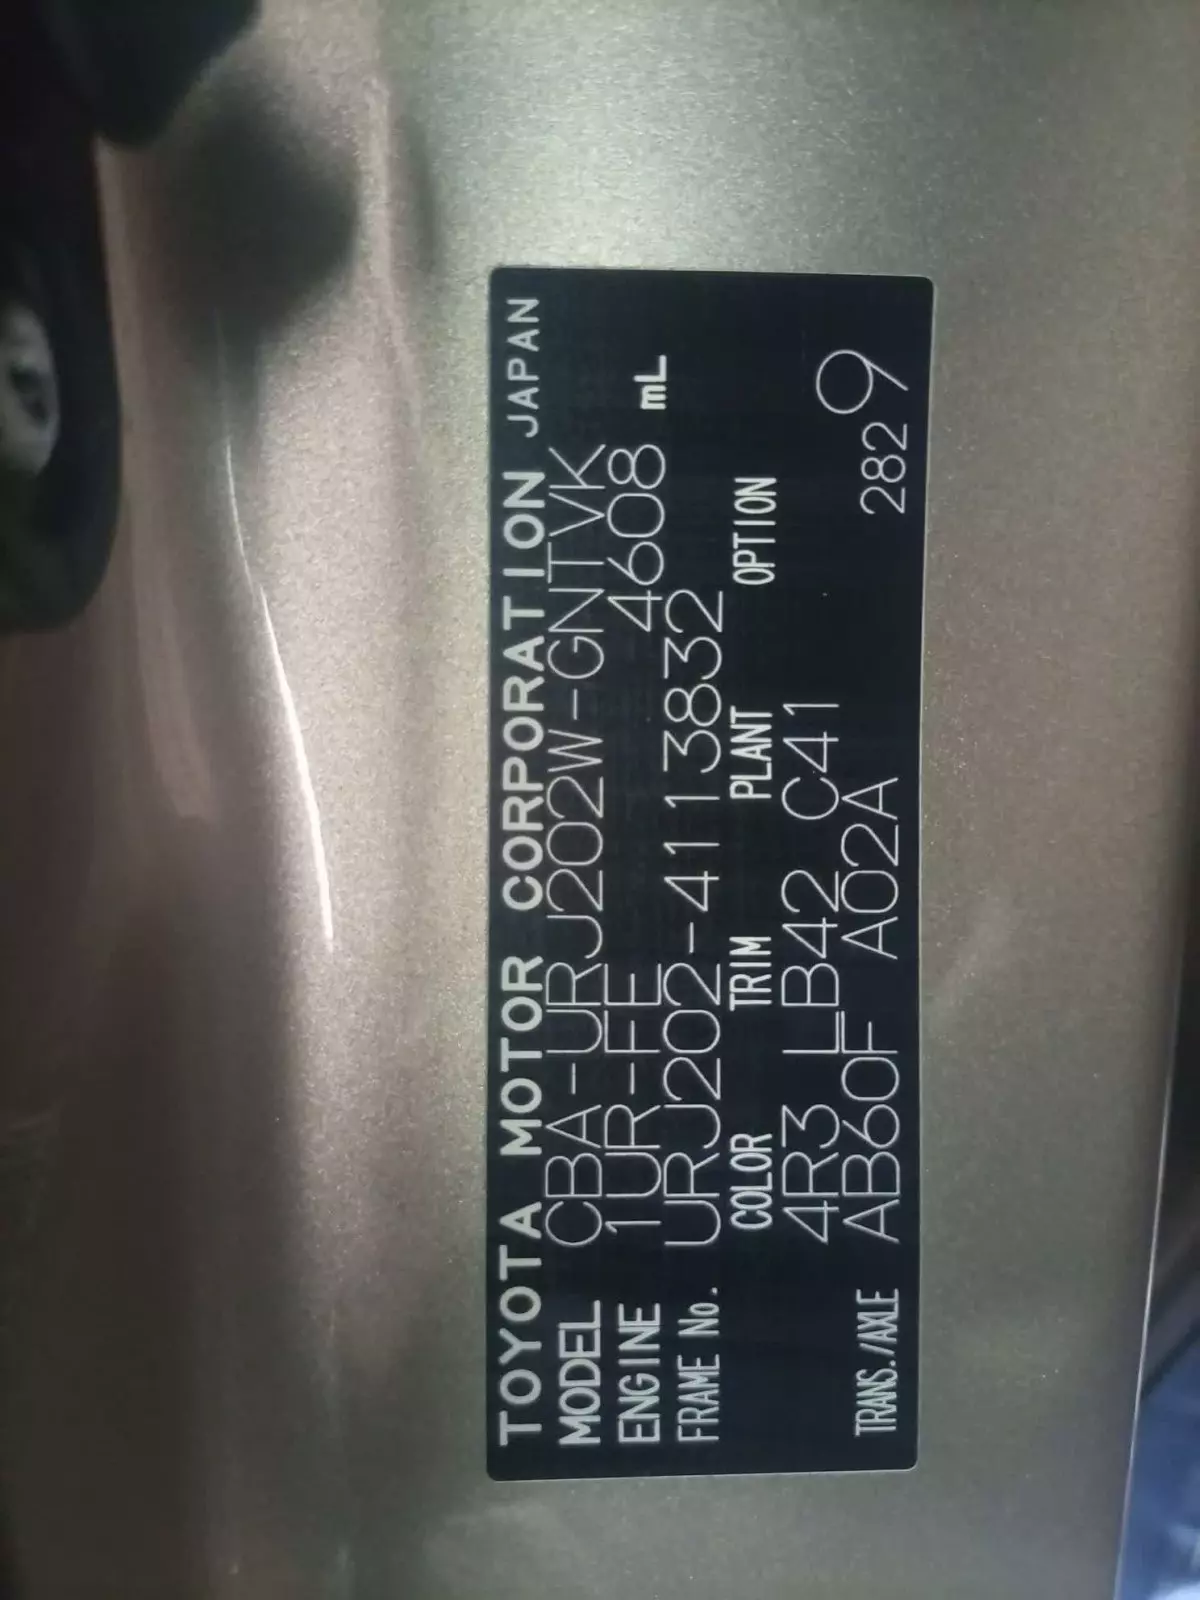 TOYOTA MOTOR CORPORATION JAPAN
MODEL CBA-URJ202W-GNTVK
ENGINE 1UR-FE 4608 mL
FRAME No. URJ202-4113832
COLOR TRIM PLANT OPTION
4R3 LB42 C41
TRANS./AXLE AB60F A02A 282 9